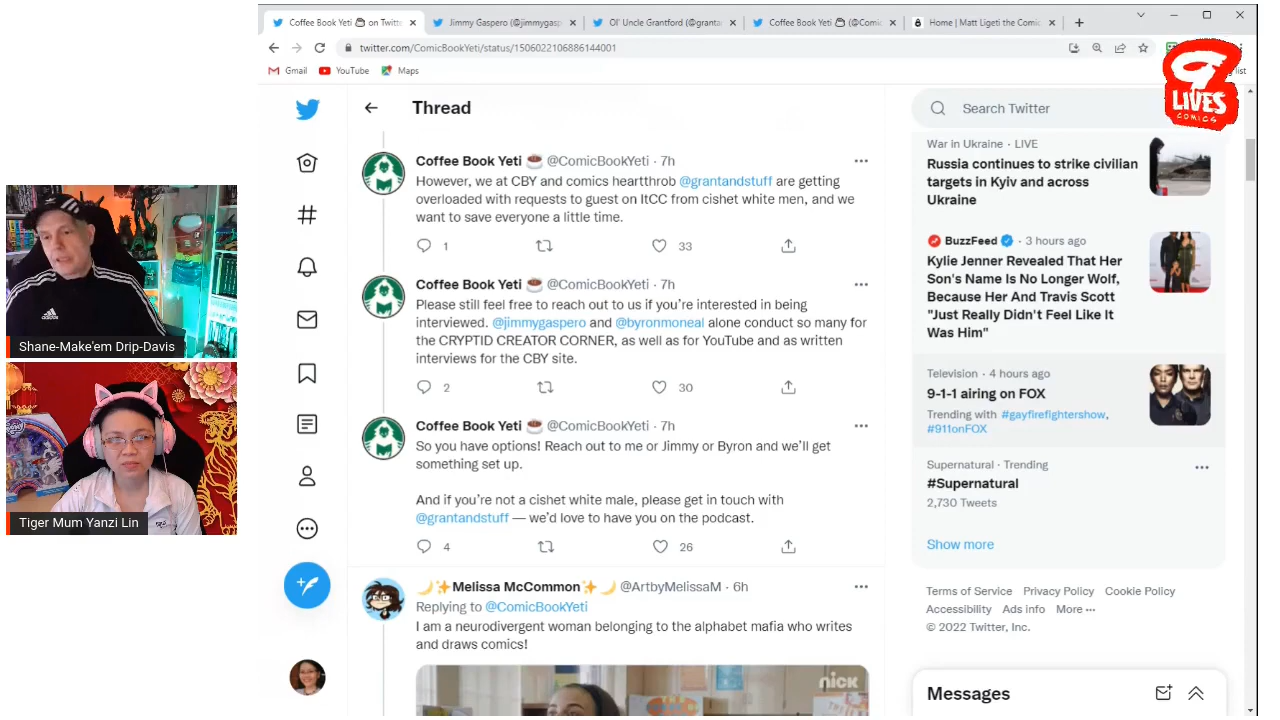 Coffee Book Yeti on Twitte
Jimmy Gaspero (@jimmygasp
Ol' Uncle Grantford (@granta
Coffee Book Yeti (@Comic
Home | Matt Ligeti the Comic
twitter.com/ComicBookYeti/status/1506022106886144001
Gmail
YouTube
Maps
9
LIVES
COMICS
Thread
Search Twitter
Coffee Book Yeti @ComicBookYeti · 7h
However, we at CBY and comics heartthrob @grantandstuff are getting
overloaded with requests to guest on ItCC from cishet white men, and we
want to save everyone a little time.
1
33
Coffee Book Yeti @ComicBookYeti · 7h
Please still feel free to reach out to us if you're interested in being
interviewed. @jimmygaspero and @byronmoneal alone conduct so many for
the CRYPTID CREATOR CORNER, as well as for YouTube and as written
interviews for the CBY site.
2
30
Coffee Book Yeti @ComicBookYeti · 7h
So you have options! Reach out to me or Jimmy or Byron and we'll get
something set up.
And if you're not a cishet white male, please get in touch with
@grantandstuff — we'd love to have you on the podcast.
4
26
Melissa McCommon @ArtbyMelissaM · 6h
Replying to @ComicBookYeti
I am a neurodivergent woman belonging to the alphabet mafia who writes
and draws comics!
nick
War in Ukraine · LIVE
Russia continues to strike civilian
targets in Kyiv and across
Ukraine
BuzzFeed · 3 hours ago
Kylie Jenner Revealed That Her
Son's Name Is No Longer Wolf,
Because Her And Travis Scott
"Just Really Didn't Feel Like It
Was Him"
Television · 4 hours ago
9-1-1 airing on FOX
Trending with #gayfirefightershow,
#911onFOX
Supernatural · Trending
#Supernatural
2,730 Tweets
Show more
Terms of Service Privacy Policy Cookie Policy
Accessibility Ads info More ···
© 2022 Twitter, Inc.
Messages
adidas
Shane-Make'em Drip-Davis
Tiger Mum Yanzi Lin